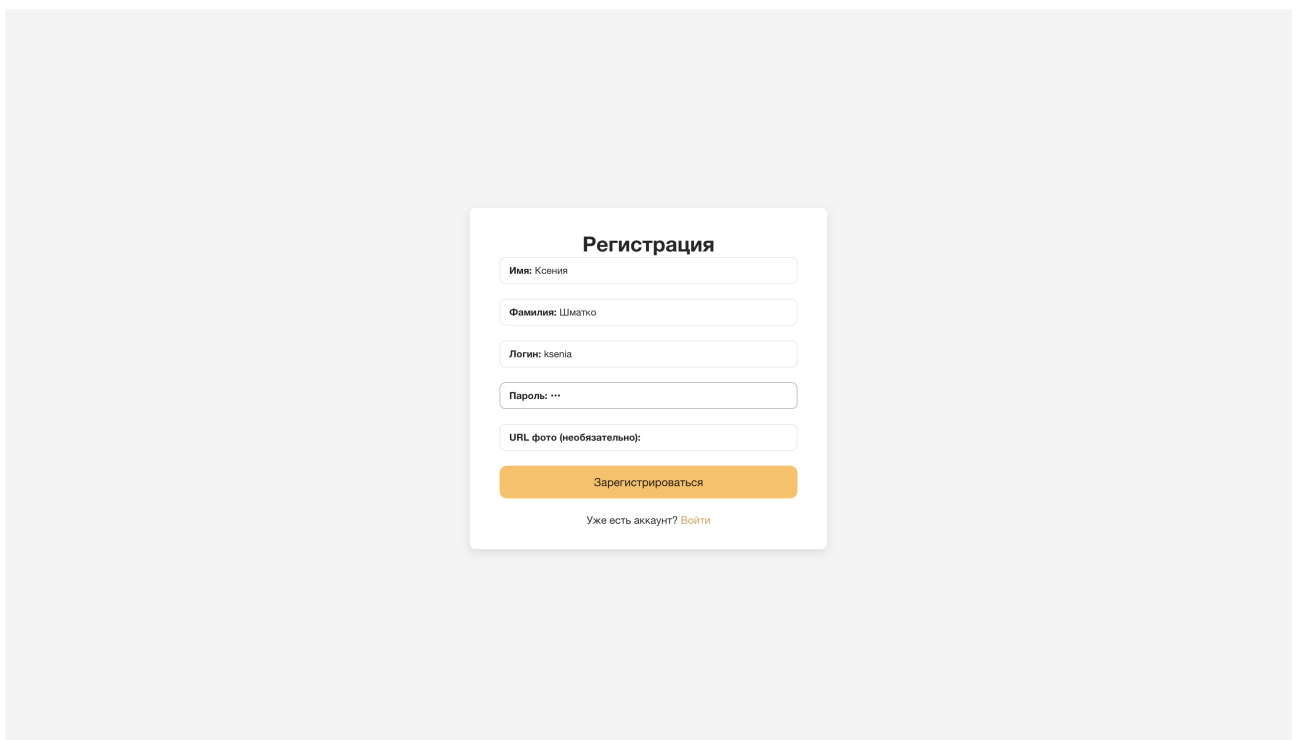 Регистрация
Имя: Ксения
Фамилия: Шматко
Логин: ksenia
Пароль: •••
URL фото (необязательно):
Зарегистрироваться
Уже есть аккаунт? Войти